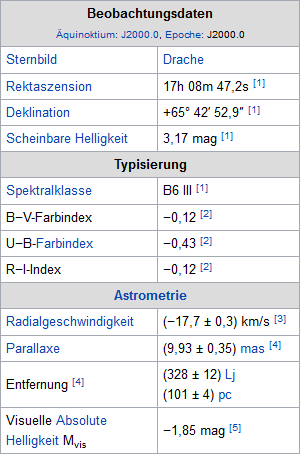 Beobachtungsdaten
Äquinoktium: J2000.0, Epoche: J2000.0
Sternbild Drache
Rektaszension 17h 08m 47,2s [1]
Deklination +65° 42′ 52,9″ [1]
Scheinbare Helligkeit 3,17 mag [1]
Typisierung
Spektralklasse B6 III [1]
B−V-Farbindex −0,12 [2]
U−B-Farbindex −0,43 [2]
R−I-Index −0,12 [2]
Astrometrie
Radialgeschwindigkeit (−17,7 ± 0,3) km/s [3]
Parallaxe (9,93 ± 0,35) mas [4]
Entfernung [4] (328 ± 12) Lj
(101 ± 4) pc
Visuelle Absolute
Helligkeit Mvis −1,85 mag [5]